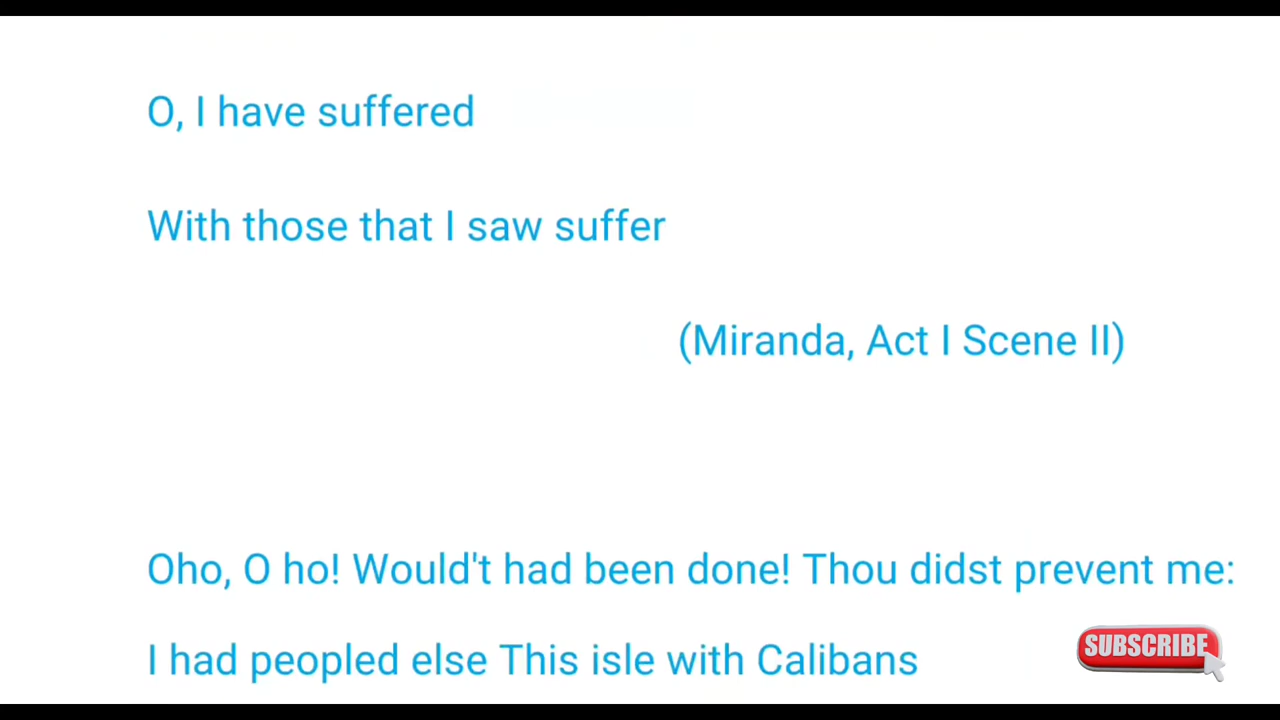 O, I have suffered
With those that I saw suffer
(Miranda, Act I Scene II)
Oho, O ho! Would't had been done! Thou didst prevent me:
I had peopled else This isle with Calibans
SUBSCRIBE